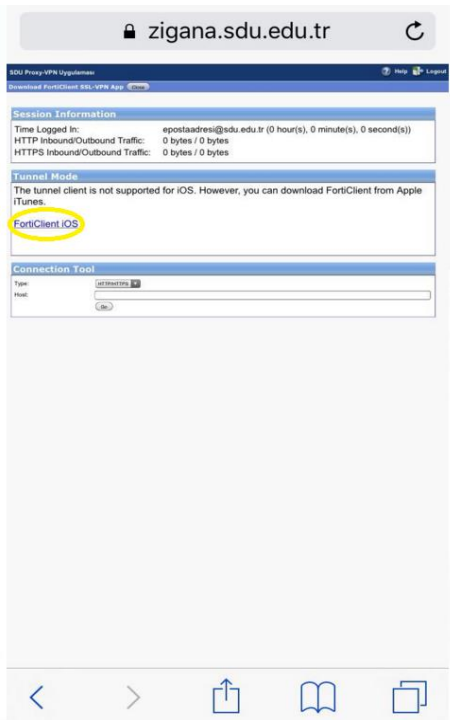 zigana.sdu.edu.tr
SDU Proxy-VPN Uygulaması
Help Logout
Download FortiClient SSL-VPN App
Session Information
Time Logged In: epostaadresi@sdu.edu.tr (0 hour(s), 0 minute(s), 0 second(s))
HTTP Inbound/Outbound Traffic: 0 bytes / 0 bytes
HTTPS Inbound/Outbound Traffic: 0 bytes / 0 bytes
Tunnel Mode
The tunnel client is not supported for iOS. However, you can download FortiClient from Apple
iTunes.
FortiClient iOS
Connection Tool
Type: HTTP/HTTPS
Host:
Go